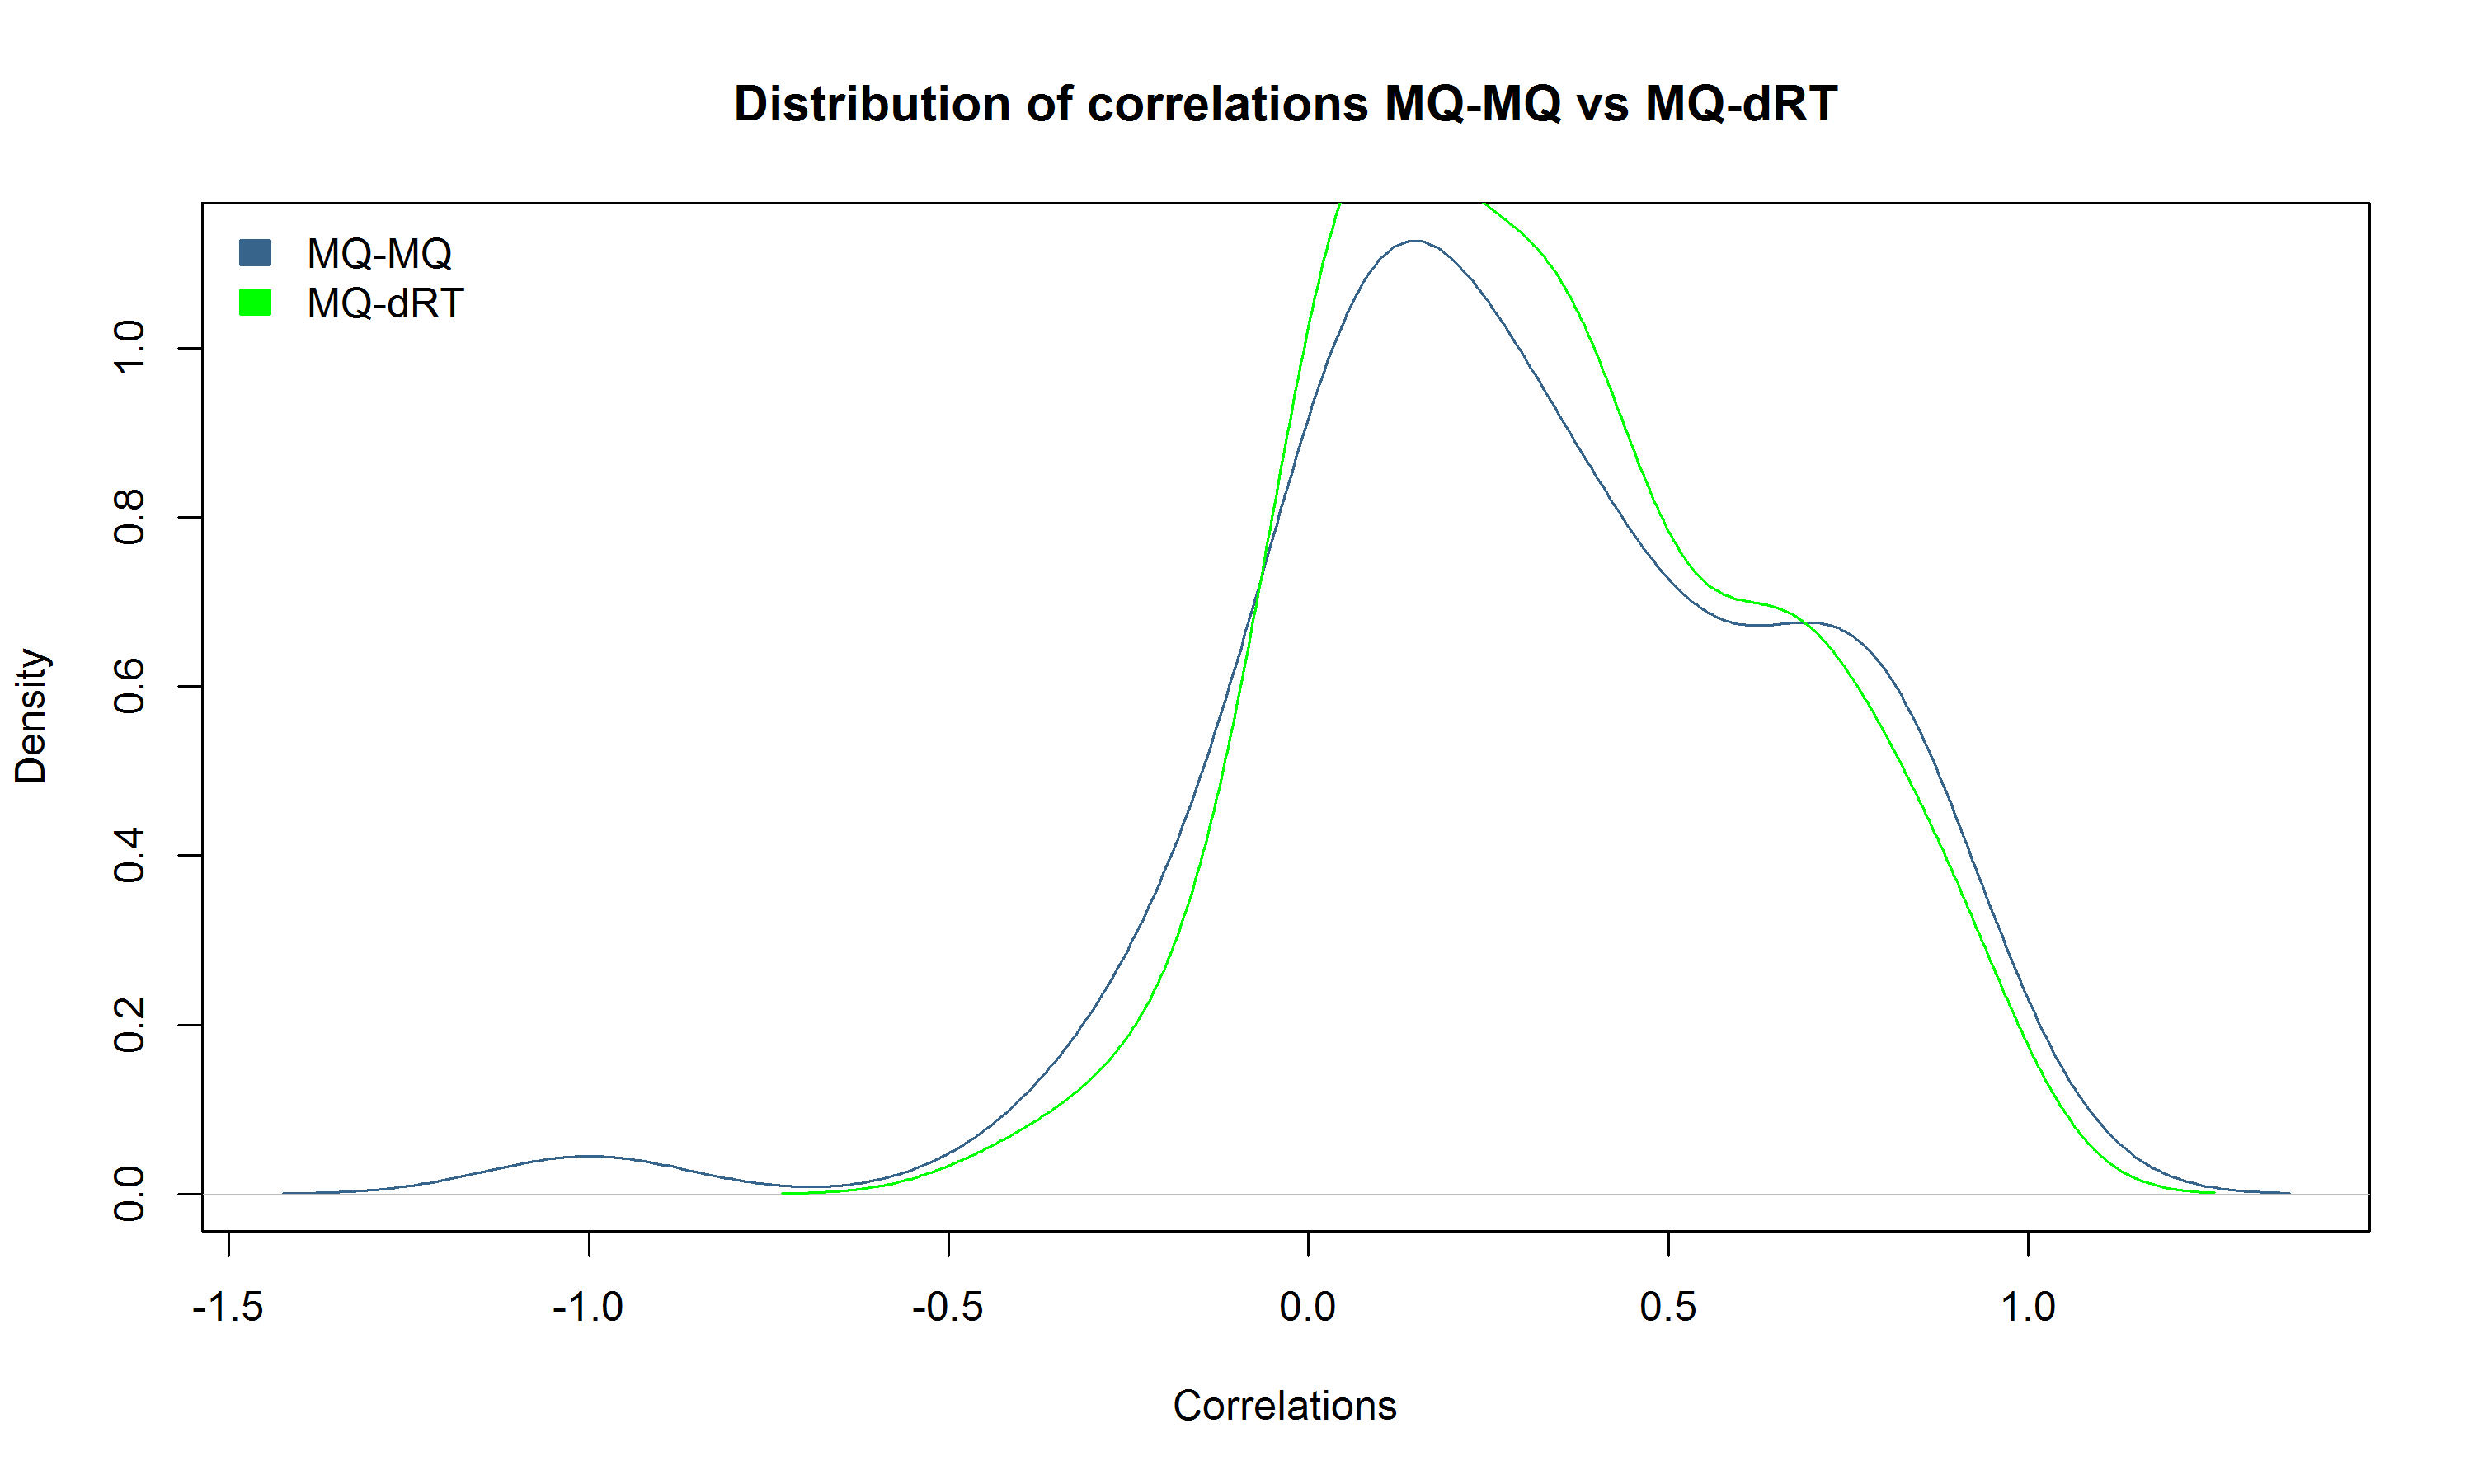 Distribution of correlations MQ-MQ vs MQ-dRT
MQ-MQ
MQ-dRT
1.0
0.8
0.6
0.4
0.2
0.0
Density
-1.5 -1.0 -0.5 0.0 0.5 1.0
Correlations